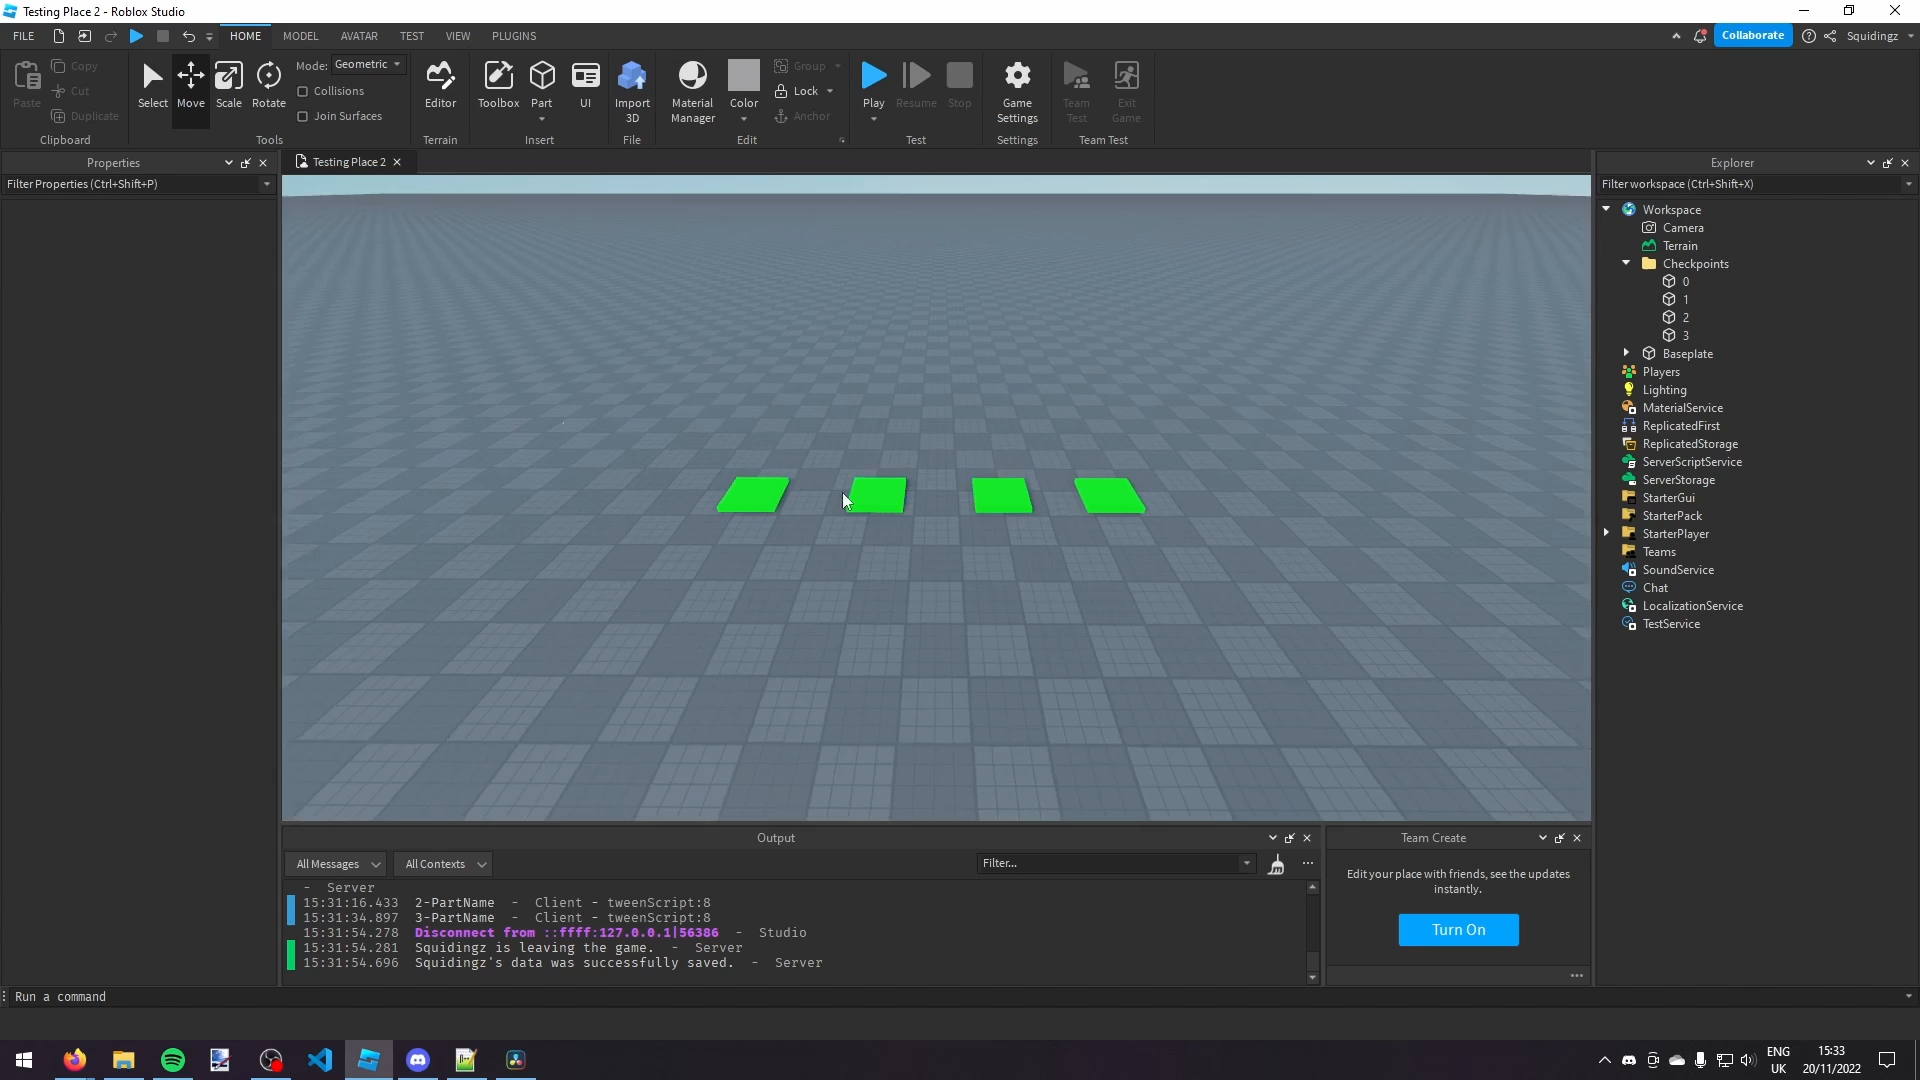 Testing Place 2 - Roblox Studio
FILE HOME MODEL AVATAR TEST VIEW PLUGINS Collaborate Squidingz
Paste Copy Cut Duplicate Clipboard
Select Move Scale Rotate Mode: Geometric Collisions Join Surfaces Tools
Editor Terrain
Toolbox Part UI Insert
Import 3D File
Material Manager Color Group Lock Anchor Edit
Play Resume Stop Test
Game Settings Settings
Team Test Exit Game Team Test
Properties
Filter Properties (Ctrl+Shift+P)
Testing Place 2
Explorer
Filter workspace (Ctrl+Shift+X)
Workspace
Camera
Terrain
Checkpoints
0
1
2
3
Baseplate
Players
Lighting
MaterialService
ReplicatedFirst
ReplicatedStorage
ServerScriptService
ServerStorage
StarterGui
StarterPack
StarterPlayer
Teams
SoundService
Chat
LocalizationService
TestService
Output
All Messages All Contexts Filter...
- Server
15:31:16.433 2-PartName - Client - tweenScript:8
15:31:34.897 3-PartName - Client - tweenScript:8
15:31:54.278 Disconnect from ::ffff:127.0.0.1|56386 - Studio
15:31:54.281 Squidingz is leaving the game. - Server
15:31:54.696 Squidingz's data was successfully saved. - Server
Team Create
Edit your place with friends, see the updates
instantly.
Turn On
Run a command
ENG
UK
15:33
20/11/2022